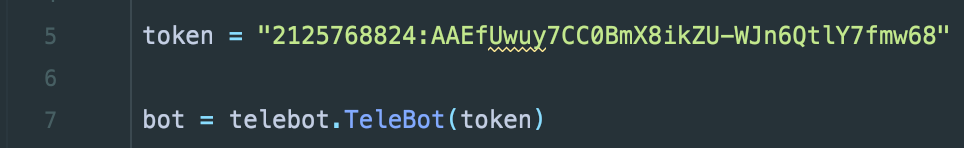 5 token = "2125768824:AAEfUwuy7CC0BmX8ikZU-WJn6QtlY7fmw68"
6
7 bot = telebot.TeleBot(token)